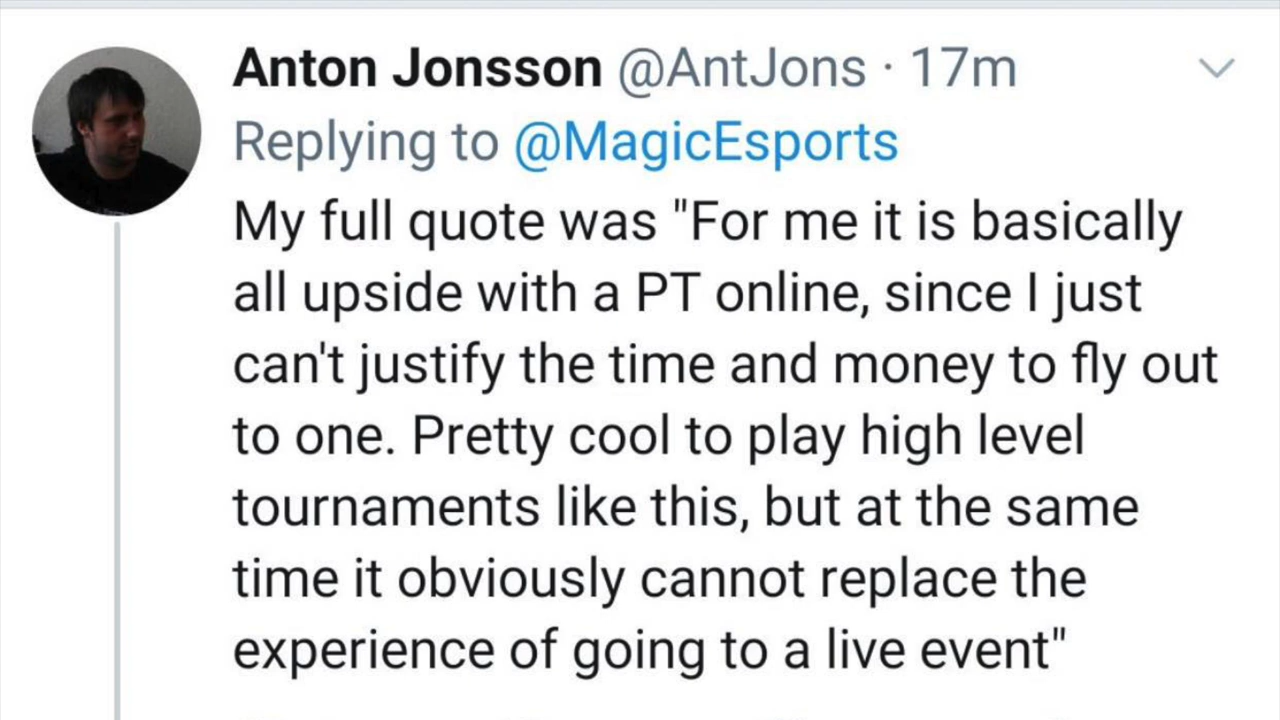 Anton Jonsson @AntJons · 17m
Replying to @MagicEsports
My full quote was "For me it is basically
all upside with a PT online, since I just
can't justify the time and money to fly out
to one. Pretty cool to play high level
tournaments like this, but at the same
time it obviously cannot replace the
experience of going to a live event"